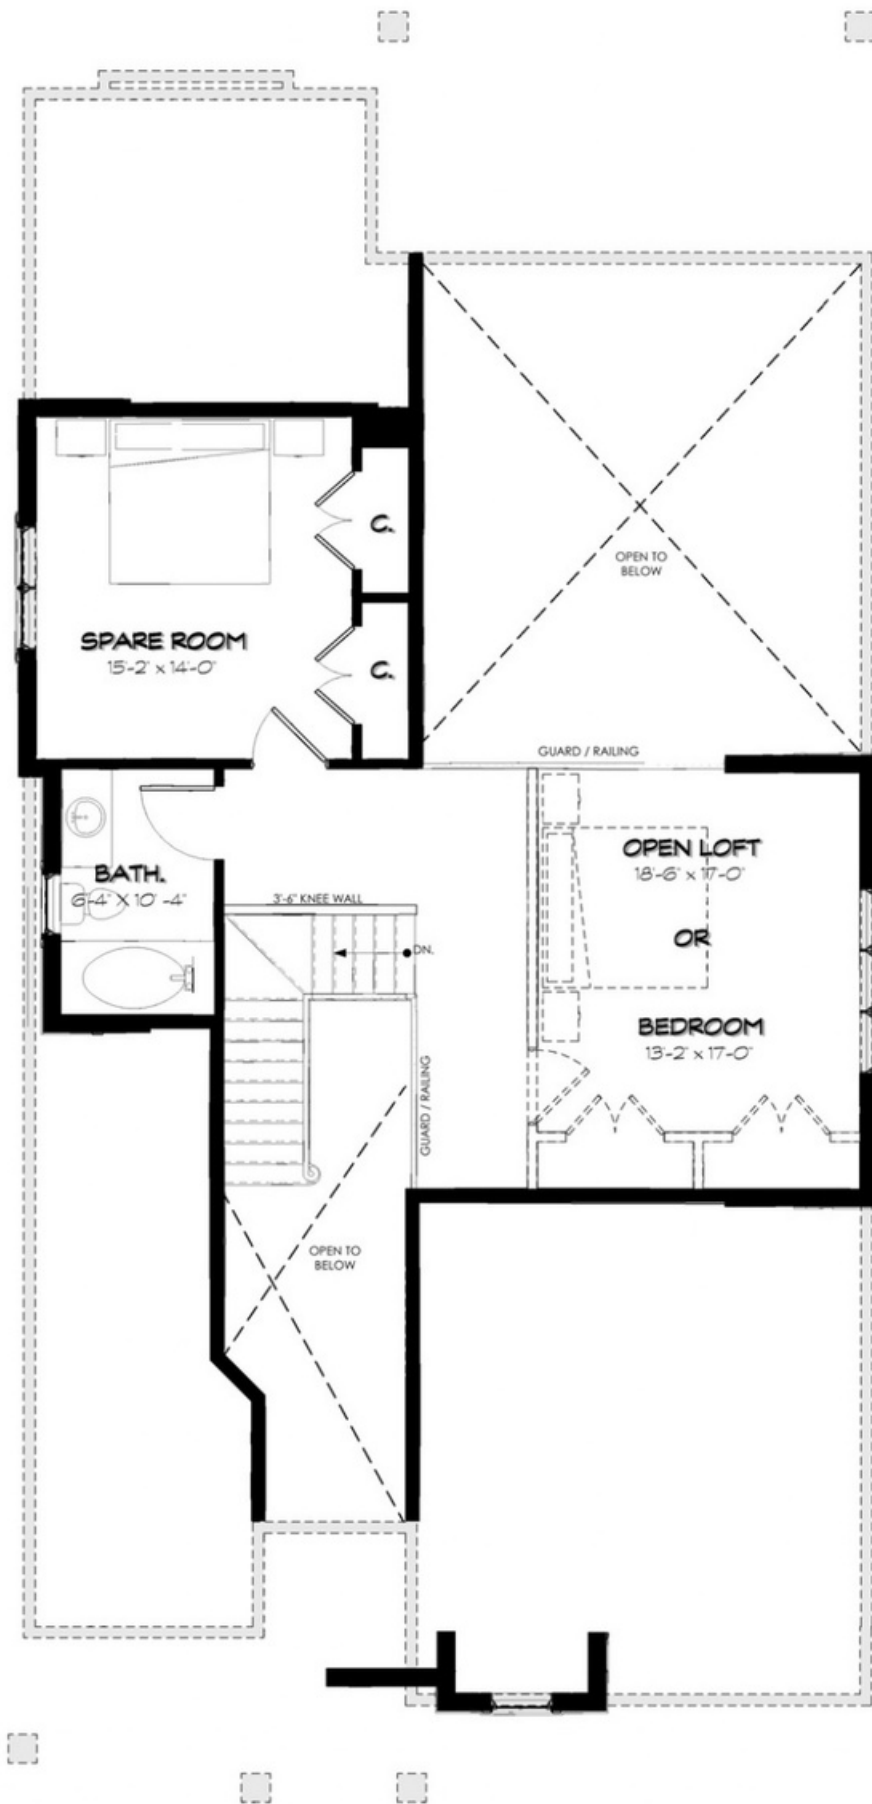 C.
OPEN TO
BELOW
SPARE ROOM
15'-2" x 14'-0"
C.
GUARD / RAILING
OPEN LOFT
18'-6" x 17'-0"
BATH.
6'-4" X 10'-4"
3'-6" KNEE WALL
OR
DN.
BEDROOM
13'-2" x 17'-0"
GUARD / RAILING
OPEN TO
BELOW